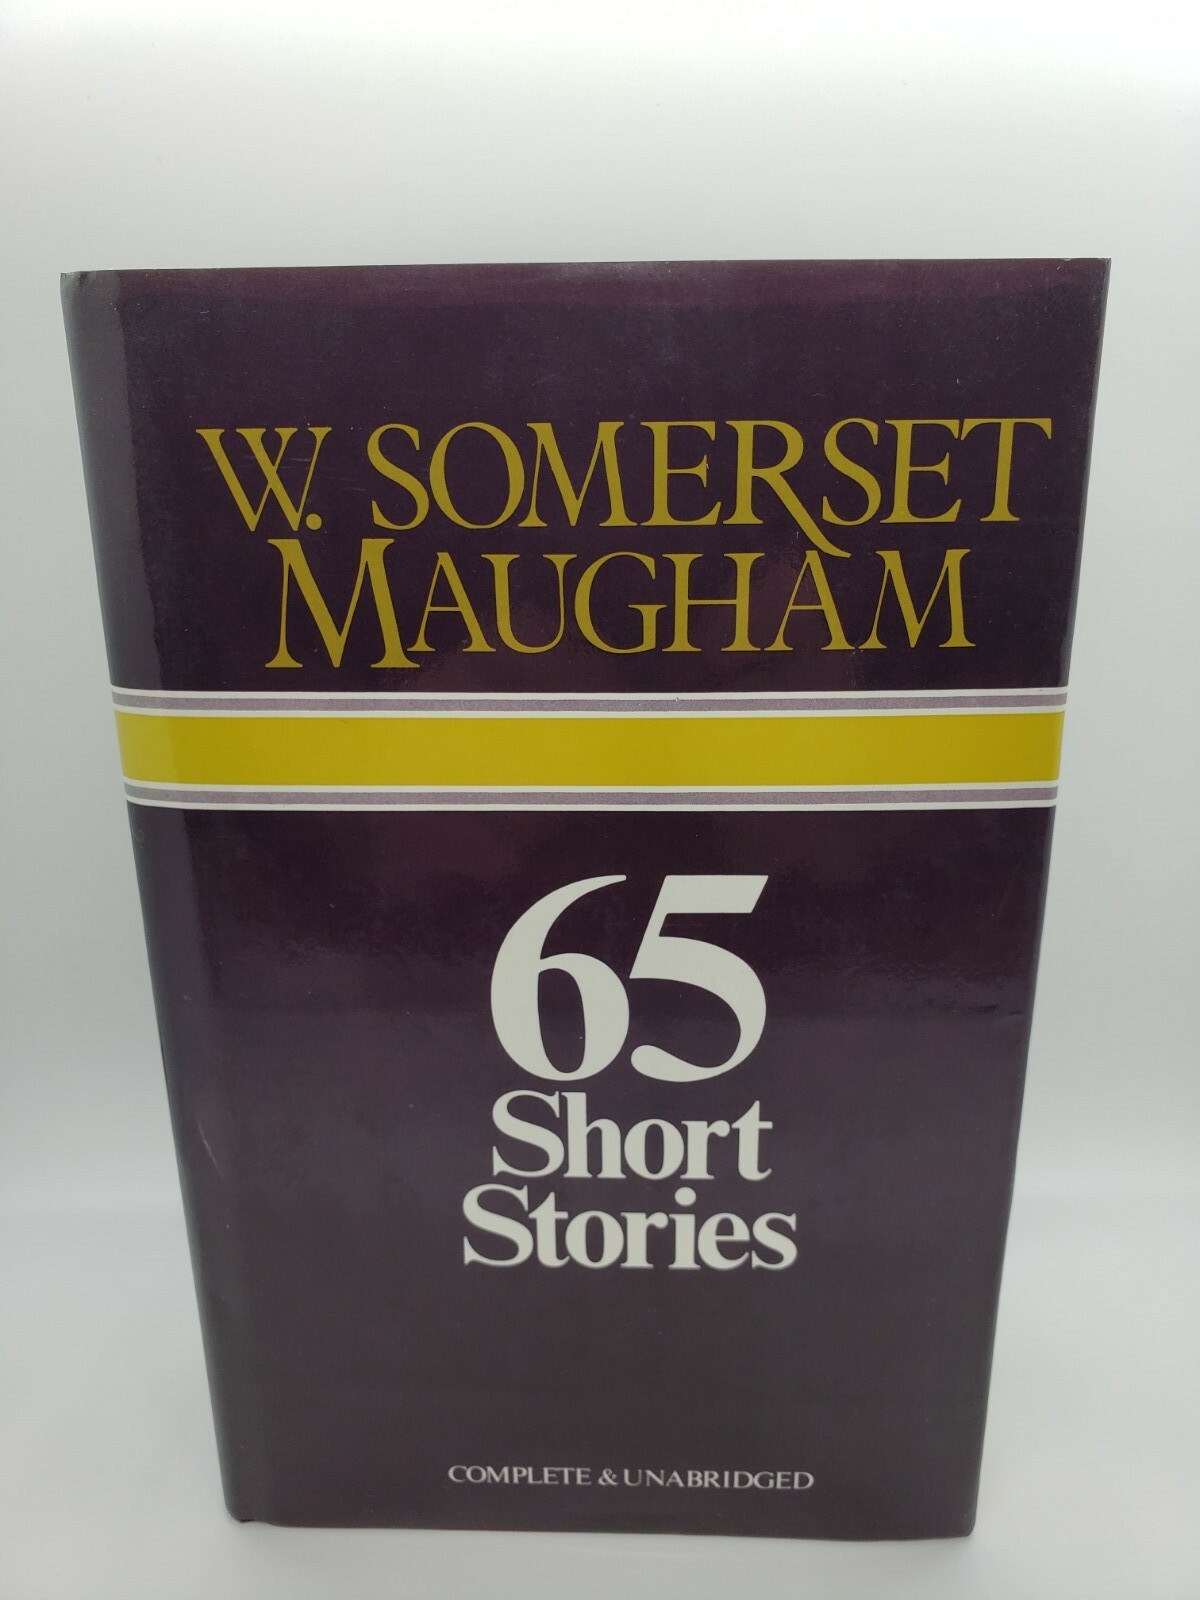 W. SOMERSET
MAUGHAM
65
Short
Stories
COMPLETE & UNABRIDGED